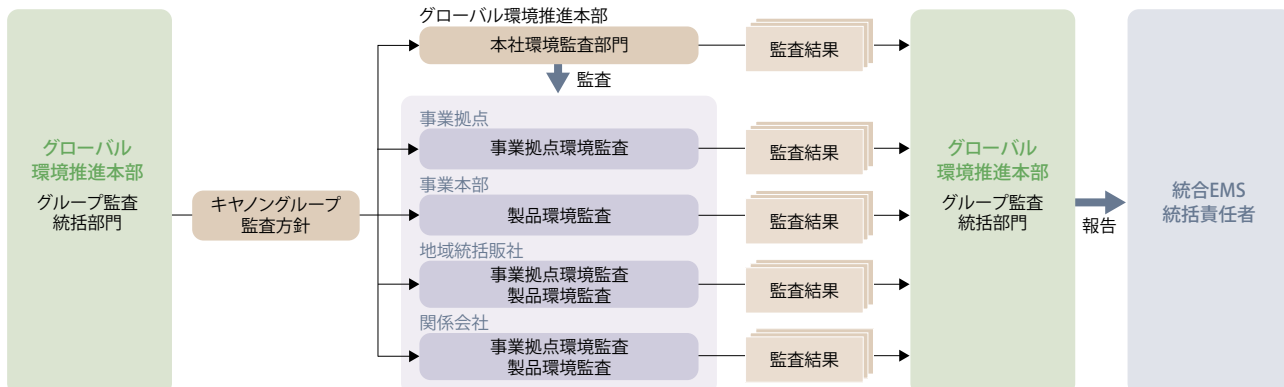 グローバル
環境推進本部
グループ監査
統括部門
キヤノングループ
監査方針
グローバル環境推進本部
本社環境監査部門
監査
事業拠点
事業拠点環境監査
事業本部
製品環境監査
地域統括販社
事業拠点環境監査
製品環境監査
関係会社
事業拠点環境監査
製品環境監査
監査結果
監査結果
監査結果
監査結果
監査結果
グローバル
環境推進本部
グループ監査
統括部門
報告
統合EMS
統括責任者